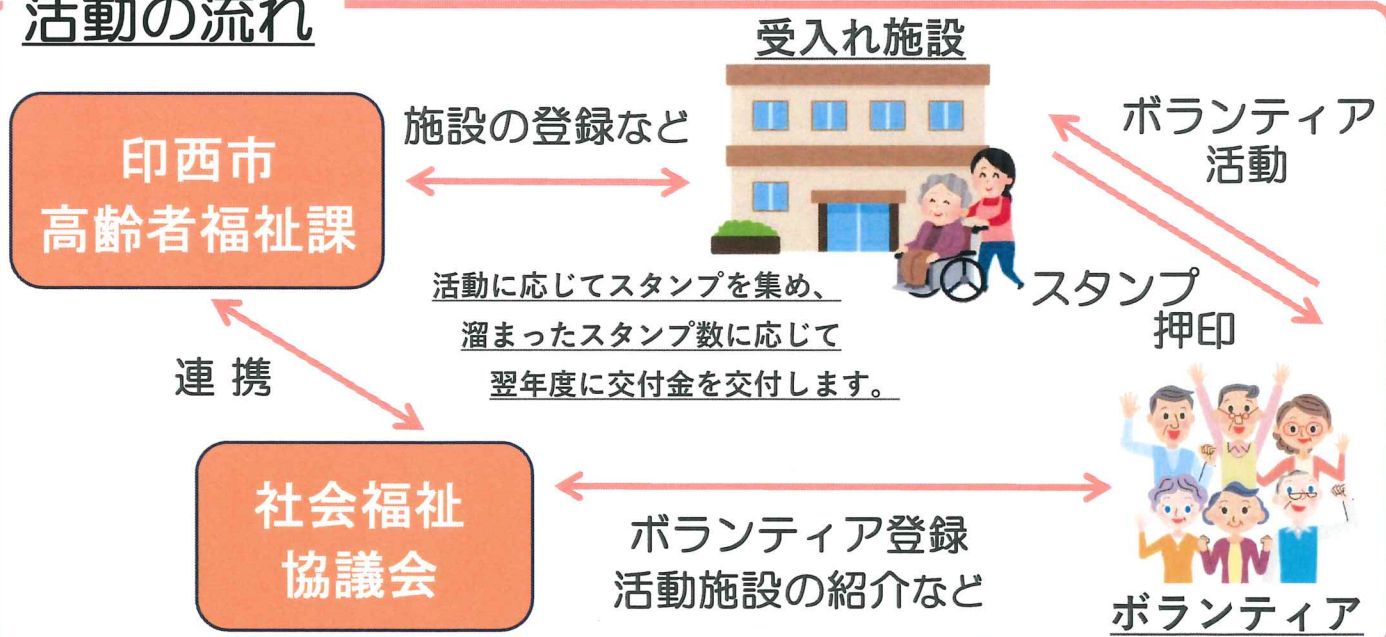 活動の流れ
受入れ施設
印西市
高齢者福祉課
施設の登録など
ボランティア
活動
スタンプ
押印
活動に応じてスタンプを集め、
溜まったスタンプ数に応じて
翌年度に交付金を交付します。
連携
社会福祉
協議会
ボランティア登録
活動施設の紹介など
ボランティア